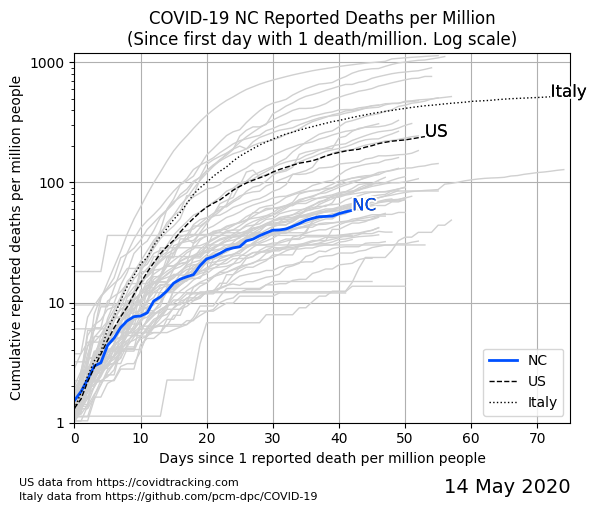 COVID-19 NC Reported Deaths per Million
(Since first day with 1 death/million. Log scale)
Cumulative reported deaths per million people
1000
100
10
1
Italy
US
NC
NC
US
Italy
0 10 20 30 40 50 60 70
Days since 1 reported death per million people
US data from https://covidtracking.com
Italy data from https://github.com/pcm-dpc/COVID-19
14 May 2020